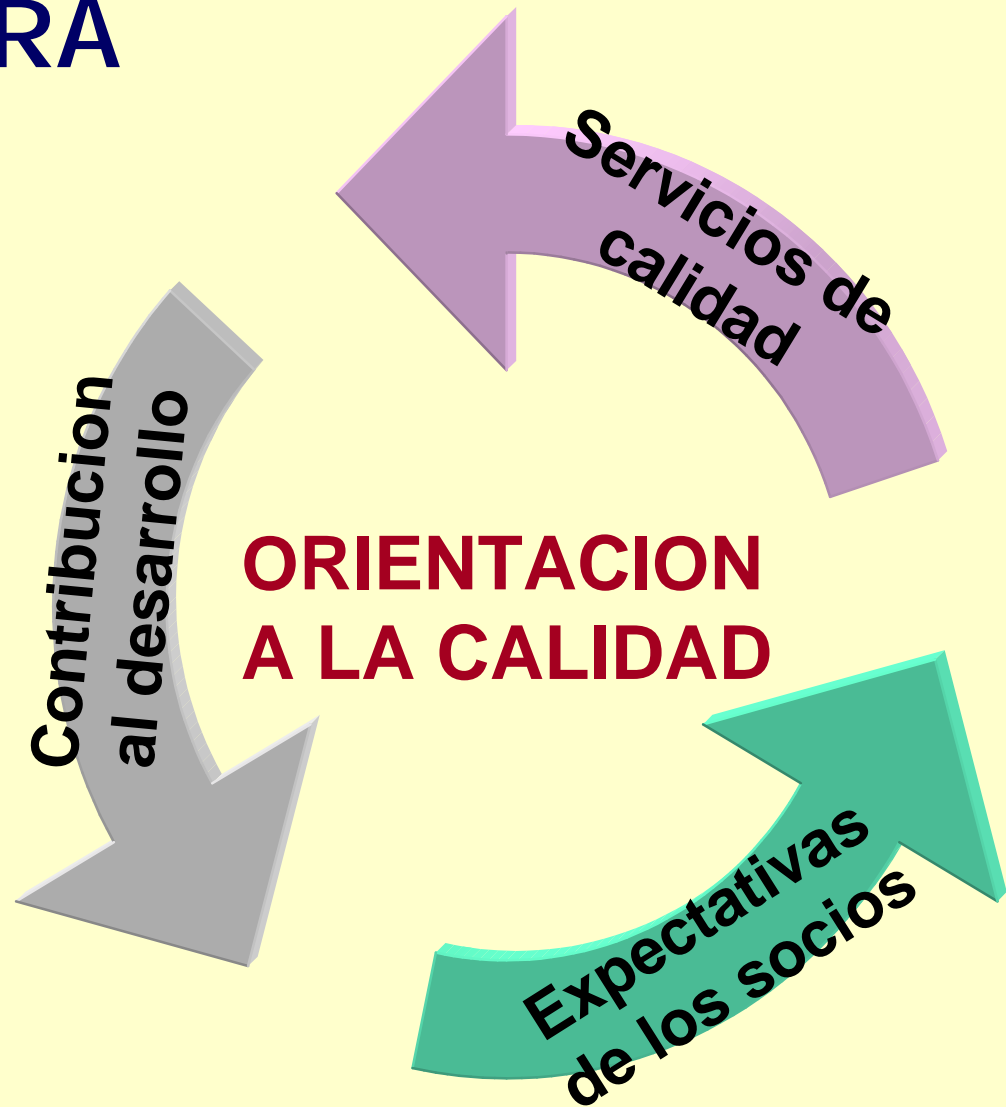 RA
Servicios de
calidad
Contribucion
al desarrollo
ORIENTACION
A LA CALIDAD
Expectativas
de los socios